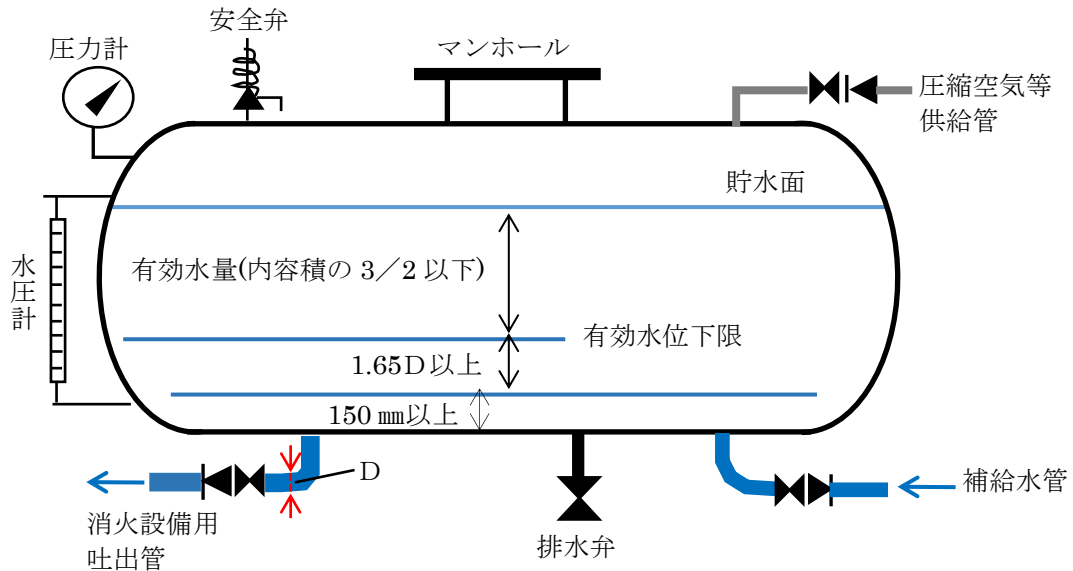 安全弁
圧力計
マンホール
圧縮空気等
供給管
貯水面
水圧計
有効水量(内容積の 3／2 以下)
有効水位下限
1.65D以上
150 ㎜以上
D
補給水管
消火設備用
吐出管
排水弁